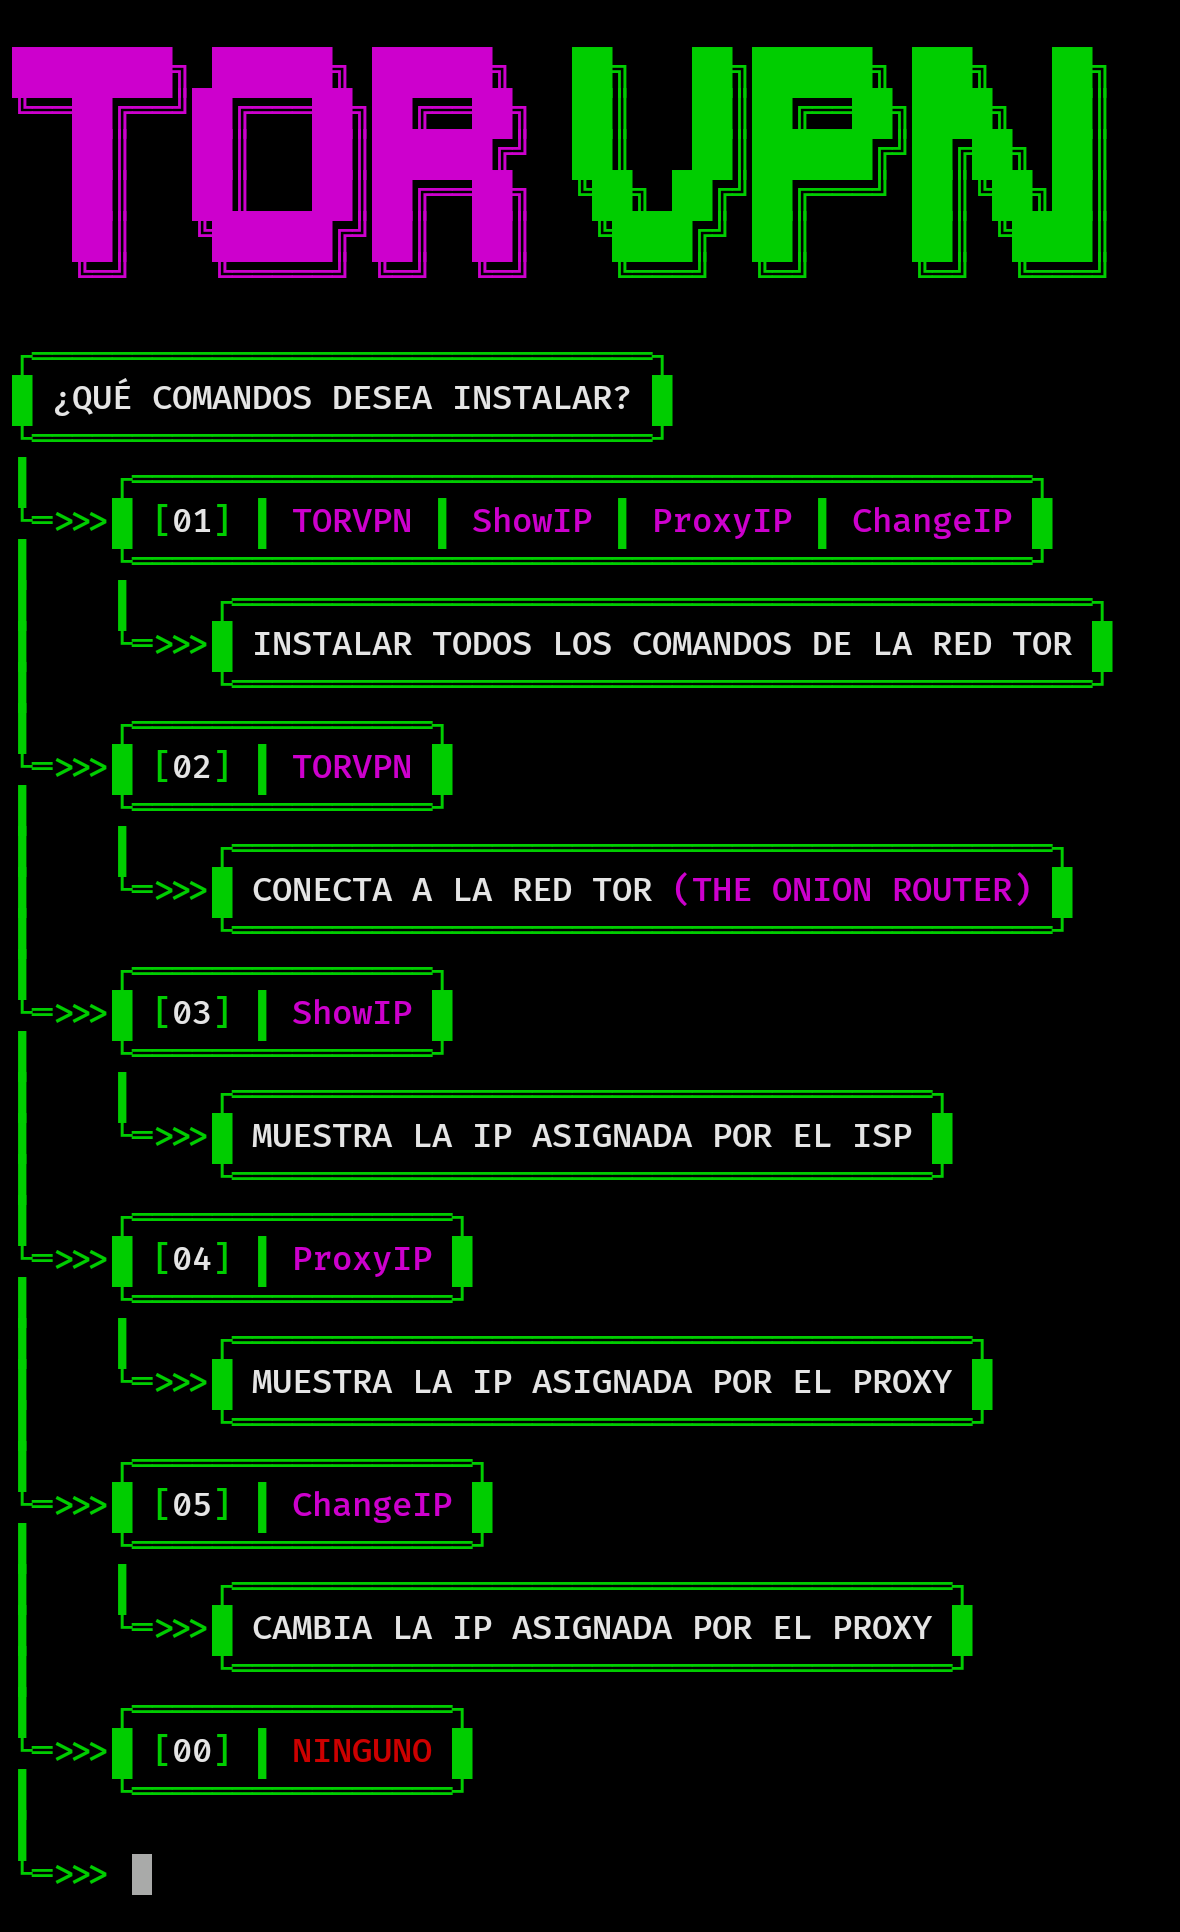 TOR VPN
¿QUÉ COMANDOS DESEA INSTALAR?
=>>> [01] | TORVPN | ShowIP | ProxyIP | ChangeIP
=>>> INSTALAR TODOS LOS COMANDOS DE LA RED TOR
=>>> [02] | TORVPN
=>>> CONECTA A LA RED TOR (THE ONION ROUTER)
=>>> [03] | ShowIP
=>>> MUESTRA LA IP ASIGNADA POR EL ISP
=>>> [04] | ProxyIP
=>>> MUESTRA LA IP ASIGNADA POR EL PROXY
=>>> [05] | ChangeIP
=>>> CAMBIA LA IP ASIGNADA POR EL PROXY
=>>> [00] | NINGUNO
=>>>